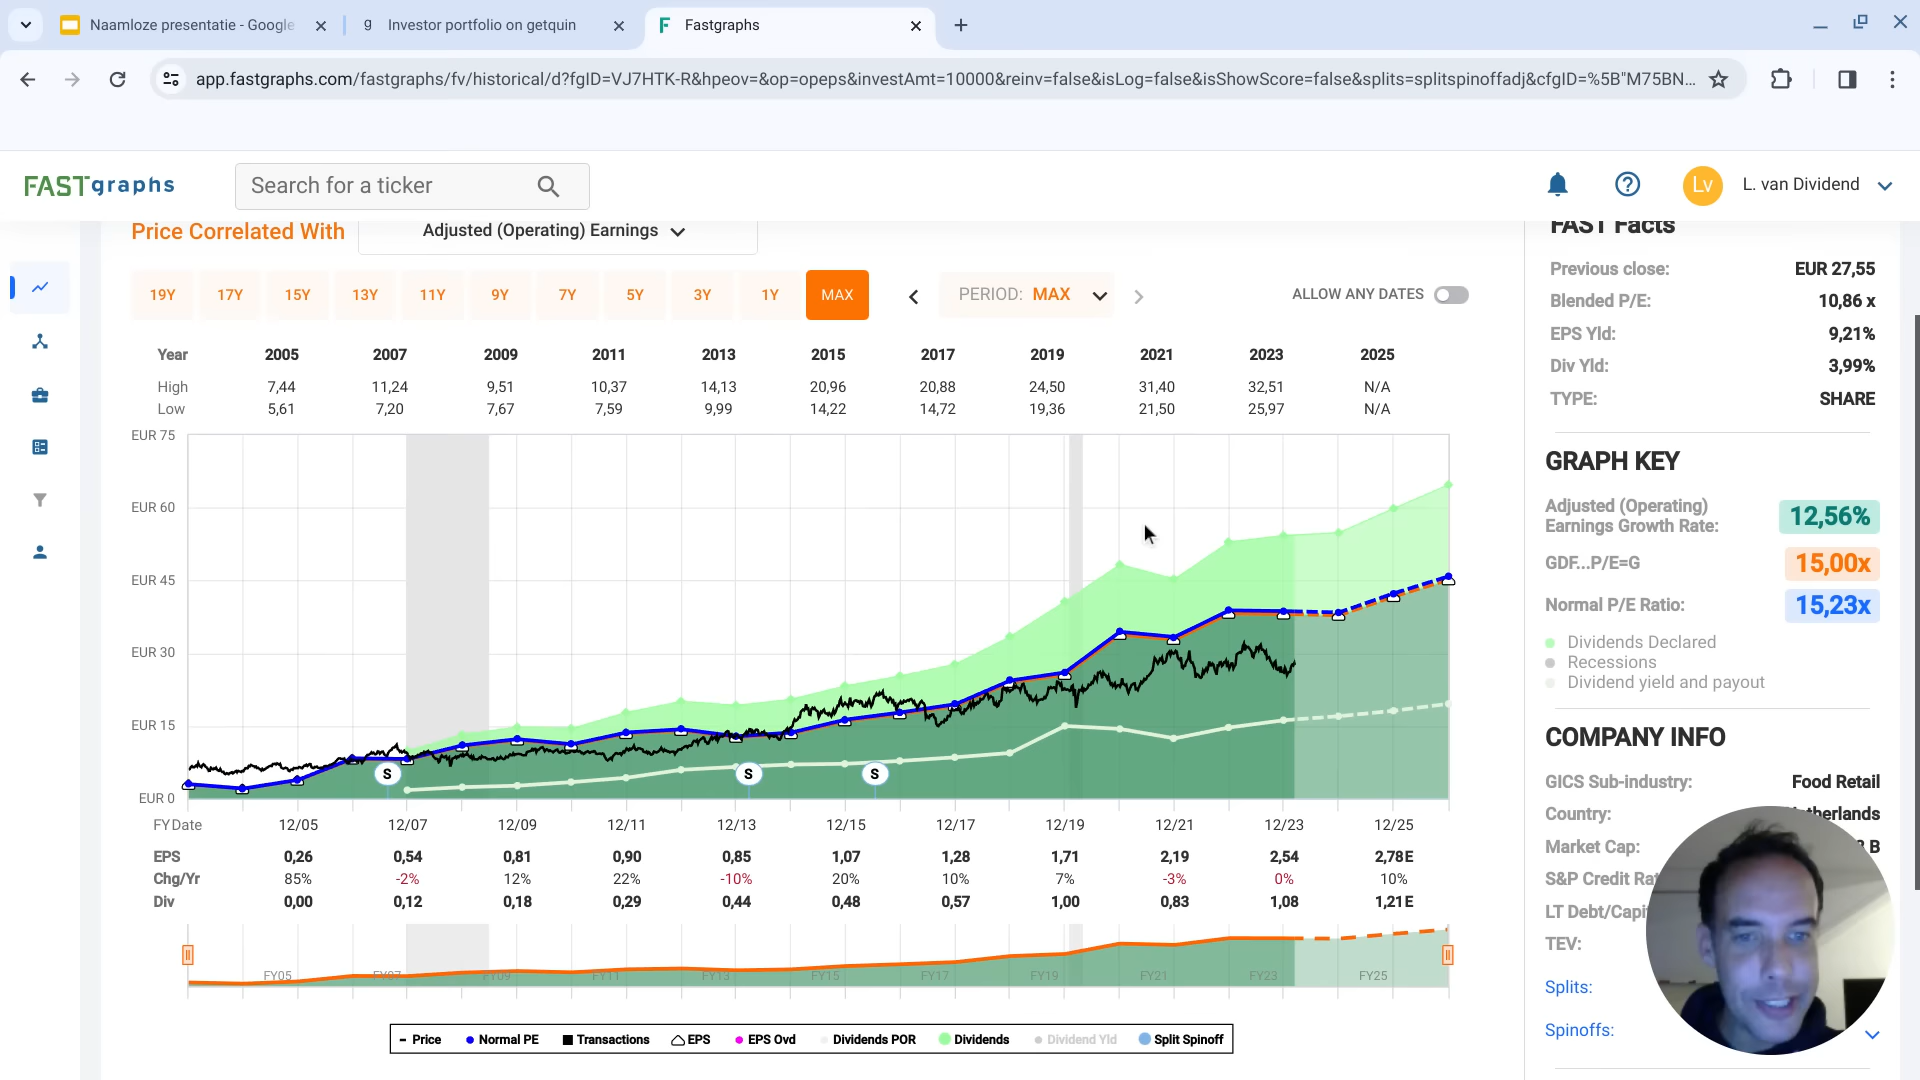 Naamloze presentatie - Google
g Investor portfolio on getquin
Fastgraphs
app.fastgraphs.com/fastgraphs/fv/historical/d?fgID=VJ7HTK-R&hpeov=&op=opeps&investAmt=10000&reinv=false&isLog=false&isShowScore=false&splits=splitspinoffadj&cfgID=%5B"M75BN...
FASTgraphs
Search for a ticker
Lv
L. van Dividend
Price Correlated With
Adjusted (Operating) Earnings
19Y 17Y 15Y 13Y 11Y 9Y 7Y 5Y 3Y 1Y MAX
PERIOD: MAX
ALLOW ANY DATES
Year 2005 2007 2009 2011 2013 2015 2017 2019 2021 2023 2025
High 7,44 11,24 9,51 10,37 14,13 20,96 20,88 24,50 31,40 32,51 N/A
Low 5,61 7,20 7,67 7,59 9,99 14,22 14,72 19,36 21,50 25,97 N/A
EUR 75
EUR 60
EUR 45
EUR 30
EUR 15
EUR 0
S S S
FYDate 12/05 12/07 12/09 12/11 12/13 12/15 12/17 12/19 12/21 12/23 12/25
EPS 0,26 0,54 0,81 0,90 0,85 1,07 1,28 1,71 2,19 2,54 2,78E
Chg/Yr 85% -2% 12% 22% -10% 20% 10% 7% -3% 0% 10%
Div 0,00 0,12 0,18 0,29 0,44 0,48 0,57 1,00 0,83 1,08 1,21E
FY05 FY07 FY09 FY11 FY13 FY15 FY17 FY19 FY21 FY23 FY25
Price Normal PE Transactions EPS EPS Ovd Dividends POR Dividends Dividend Yld Split Spinoff
FAST Facts
Previous close: EUR 27,55
Blended P/E: 10,86 x
EPS Yld: 9,21%
Div Yld: 3,99%
TYPE: SHARE
GRAPH KEY
Adjusted (Operating)
Earnings Growth Rate: 12,56%
GDF...P/E=G 15,00x
Normal P/E Ratio: 15,23x
Dividends Declared
Recessions
Dividend yield and payout
COMPANY INFO
GICS Sub-industry: Food Retail
Country: therlands
Market Cap: B
S&P Credit Ra
LT Debt/Capi
TEV:
Splits:
Spinoffs: